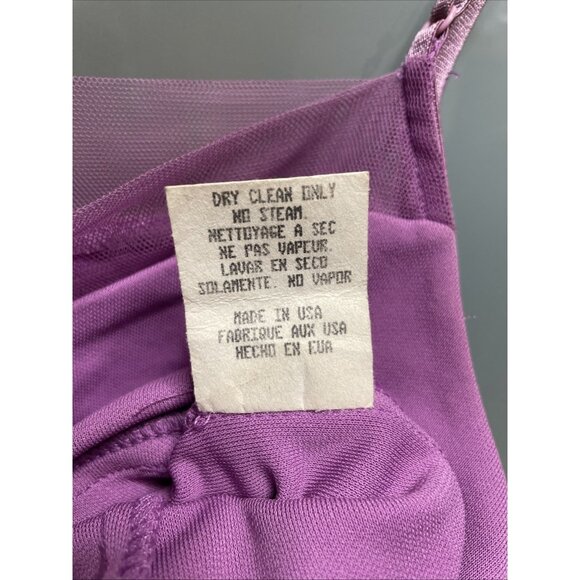 DRY CLEAN ONLY
NO STEAM.
NETTOYAGE A SEC
NE PAS VAPEUR.
LAVAR EN SECO
SOLAMENTE. NO VAPOR
MADE IN USA
FABRIQUE AUX USA
HECHO EN EUA